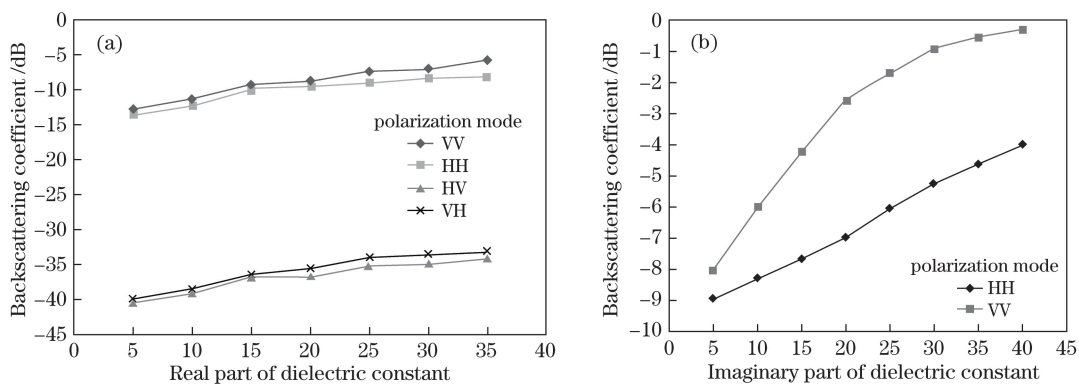 (a)
Backscattering coefficient /dB
0
−5
−10
−15
−20
−25
−30
−35
−40
−45
polarization mode
VV
HH
HV
VH
0 5 10 15 20 25 30 35 40
Real part of dielectric constant
(b)
Backscattering coefficient /dB
0
−1
−2
−3
−4
−5
−6
−7
−8
−9
−10
polarization mode
HH
VV
0 5 10 15 20 25 30 35 40 45
Imaginary part of dielectric constant